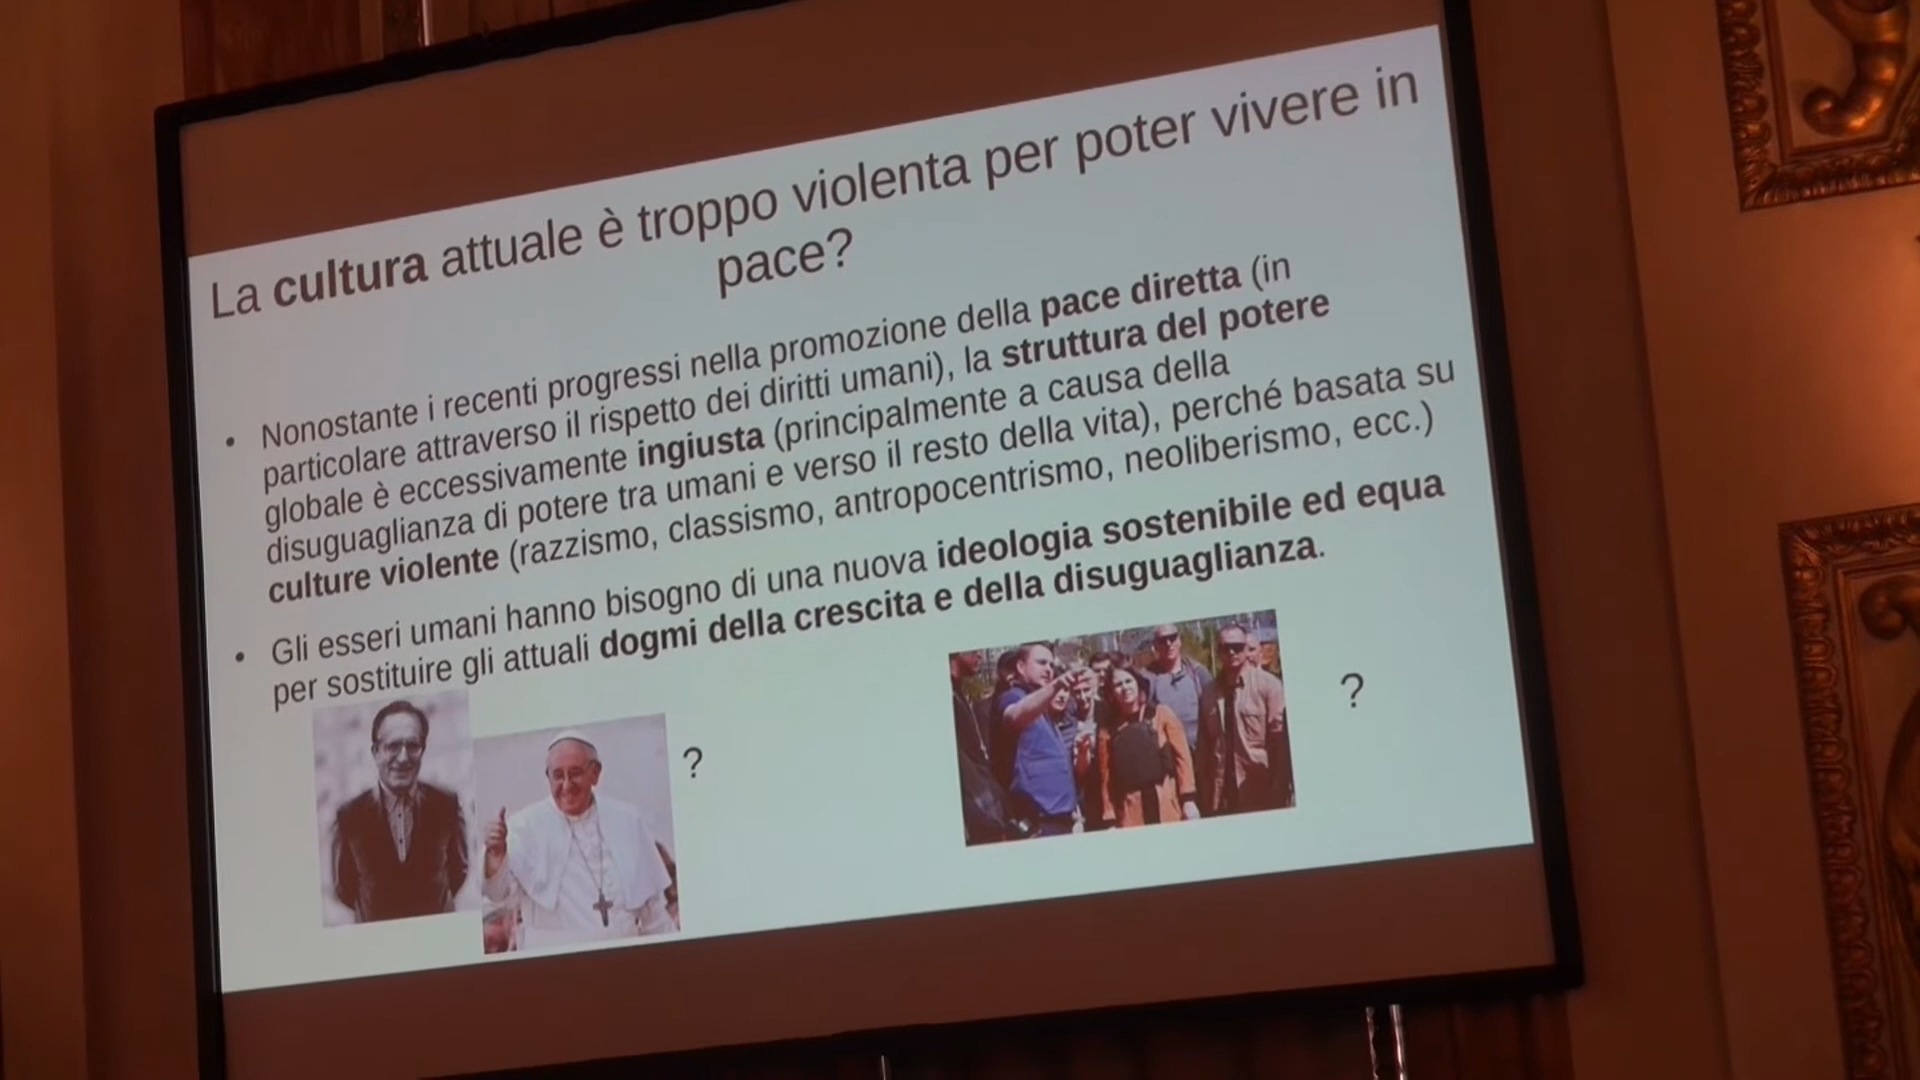 La cultura attuale è troppo violenta per poter vivere in
pace?
• Nonostante i recenti progressi nella promozione della pace diretta (in
particolare attraverso il rispetto dei diritti umani), la struttura del potere
globale è eccessivamente ingiusta (principalmente a causa della
disuguaglianza di potere tra umani e verso il resto della vita), perché basata su
culture violente (razzismo, classismo, antropocentrismo, neoliberismo, ecc.)
• Gli esseri umani hanno bisogno di una nuova ideologia sostenibile ed equa
per sostituire gli attuali dogmi della crescita e della disuguaglianza.
?
?